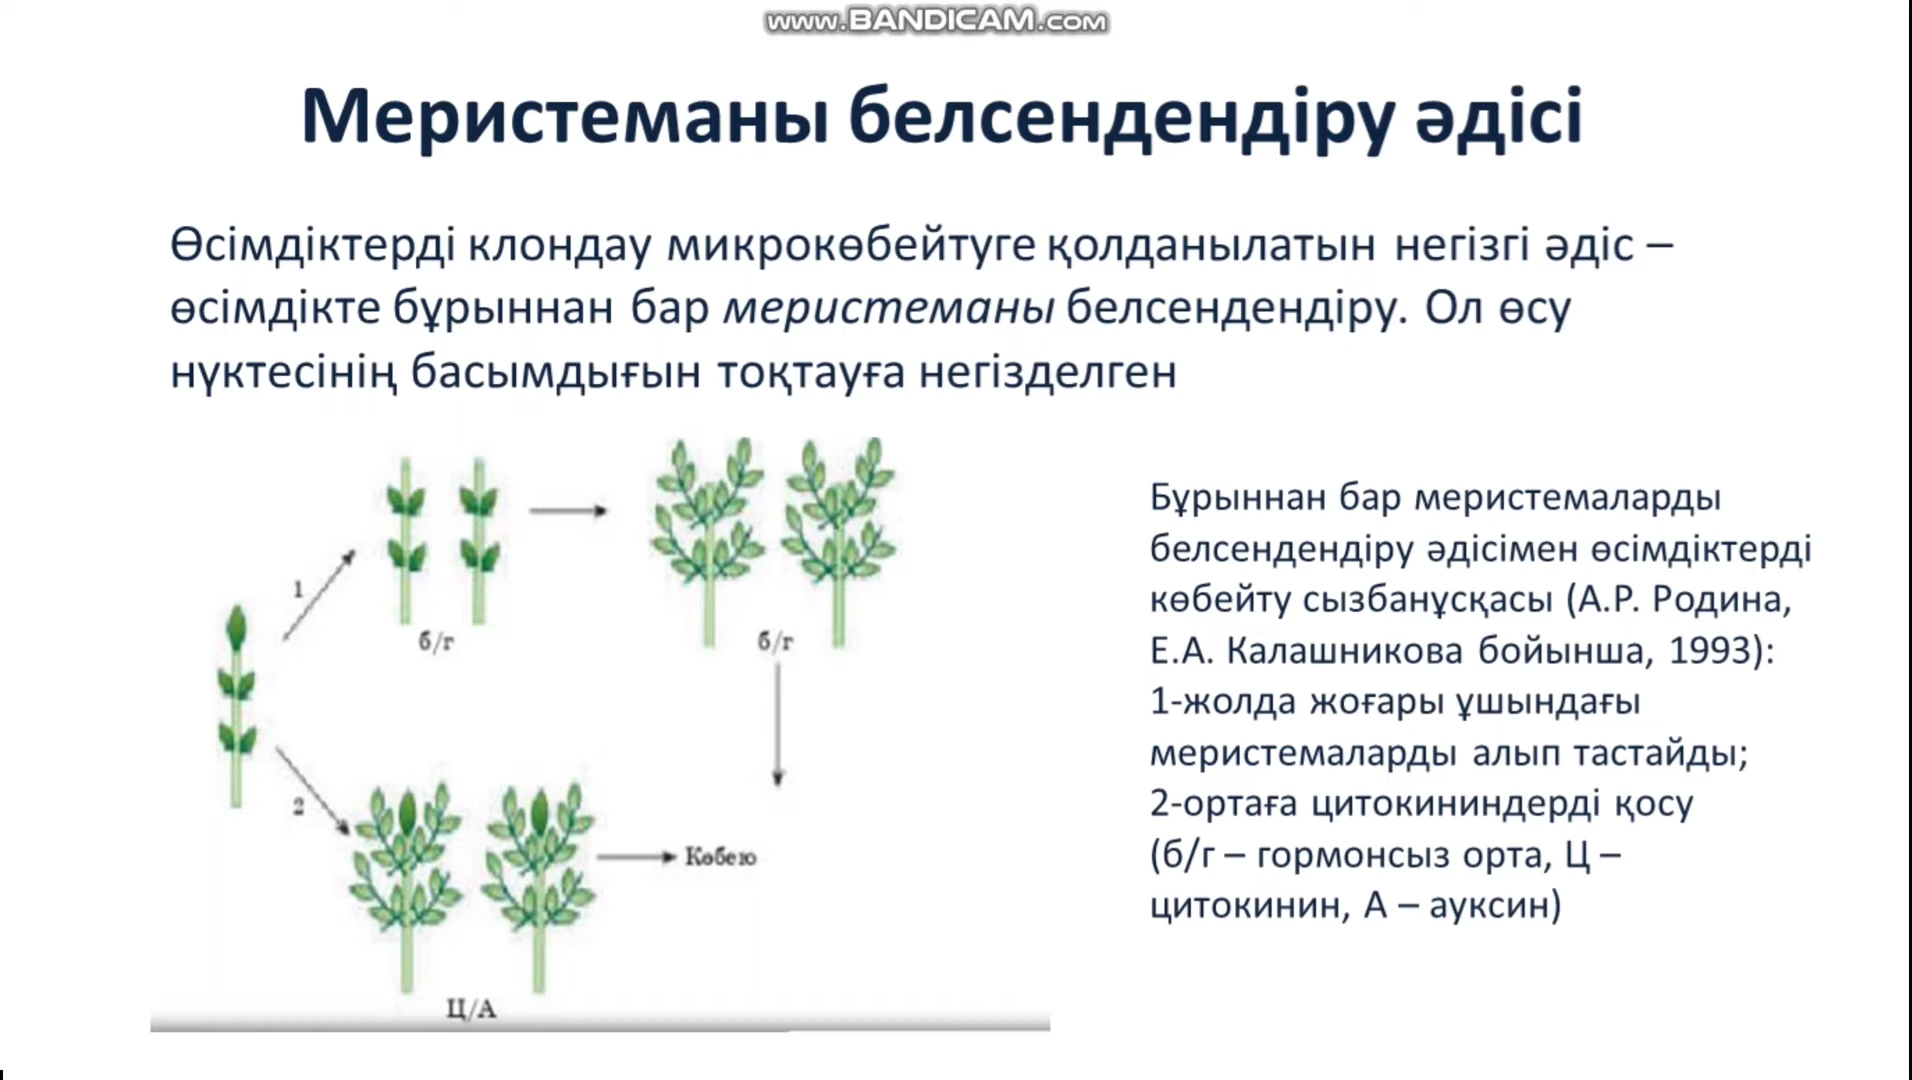 www.BANDICAM.com
Меристеманы белсендендіру әдісі
Өсімдіктерді клондау микрокөбейтуге қолданылатын негізгі әдіс –
өсімдікте бұрыннан бар меристеманы белсендендіру. Ол өсу
нүктесінің басымдығын тоқтауға негізделген
1
б/г
б/г
2
Көбею
Ц/А
Бұрыннан бар меристемаларды
белсендендіру әдісімен өсімдіктерді
көбейту сызбанұсқасы (А.Р. Родина,
Е.А. Калашникова бойынша, 1993):
1-жолда жоғары ұшындағы
меристемаларды алып тастайды;
2-ортаға цитокининдерді қосу
(б/г – гормонсыз орта, Ц –
цитокинин, А – ауксин)